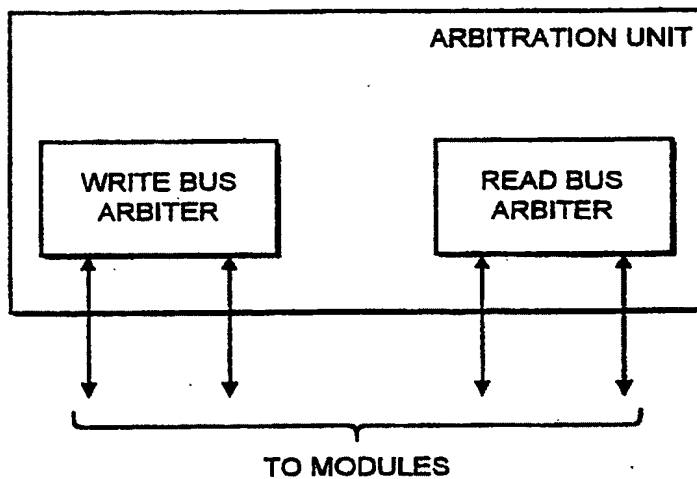 ARBITRATION UNIT
WRITE BUS
ARBITER
READ BUS
ARBITER
TO MODULES